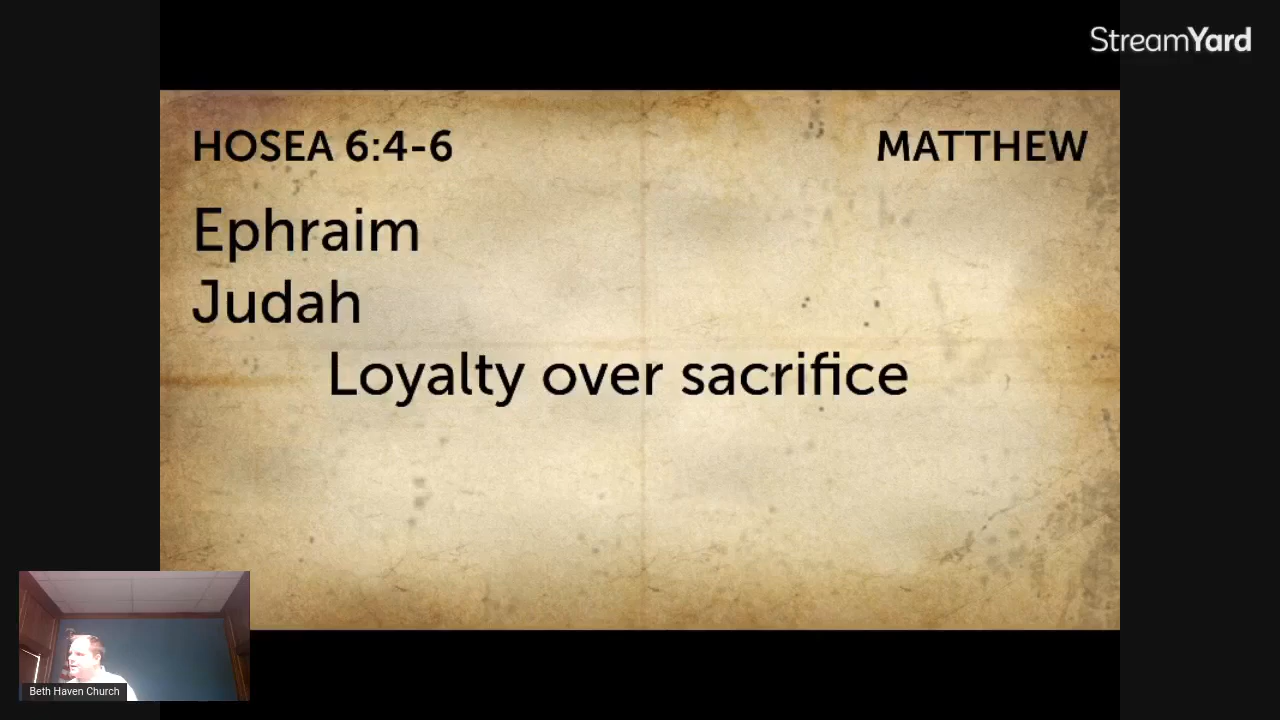 StreamYard
HOSEA 6:4-6
MATTHEW
Ephraim
Judah
Loyalty over sacrifice
Beth Haven Church